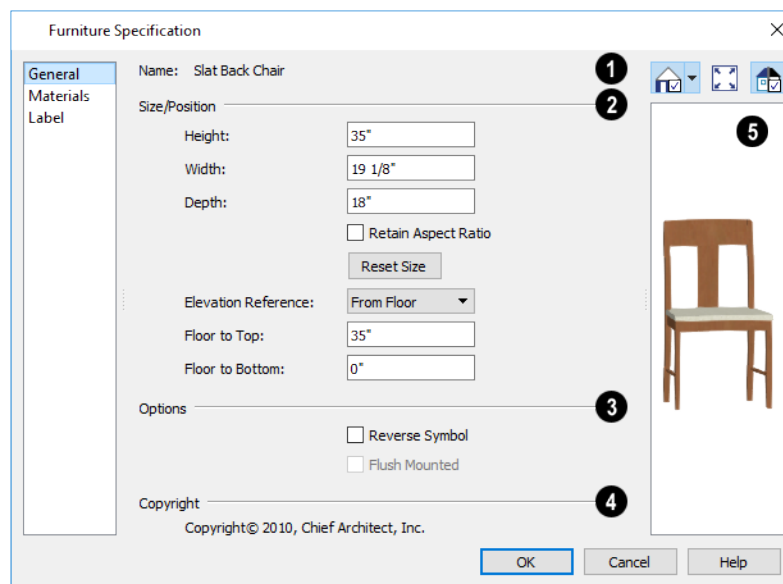 Furniture Specification
General
Materials
Label
Name: Slat Back Chair
1
Size/Position
2
Height: 35"
Width: 19 1/8"
Depth: 18"
Retain Aspect Ratio
Reset Size
Elevation Reference: From Floor
Floor to Top: 35"
Floor to Bottom: 0"
Options
3
Reverse Symbol
Flush Mounted
Copyright
4
Copyright© 2010, Chief Architect, Inc.
5
OK Cancel Help